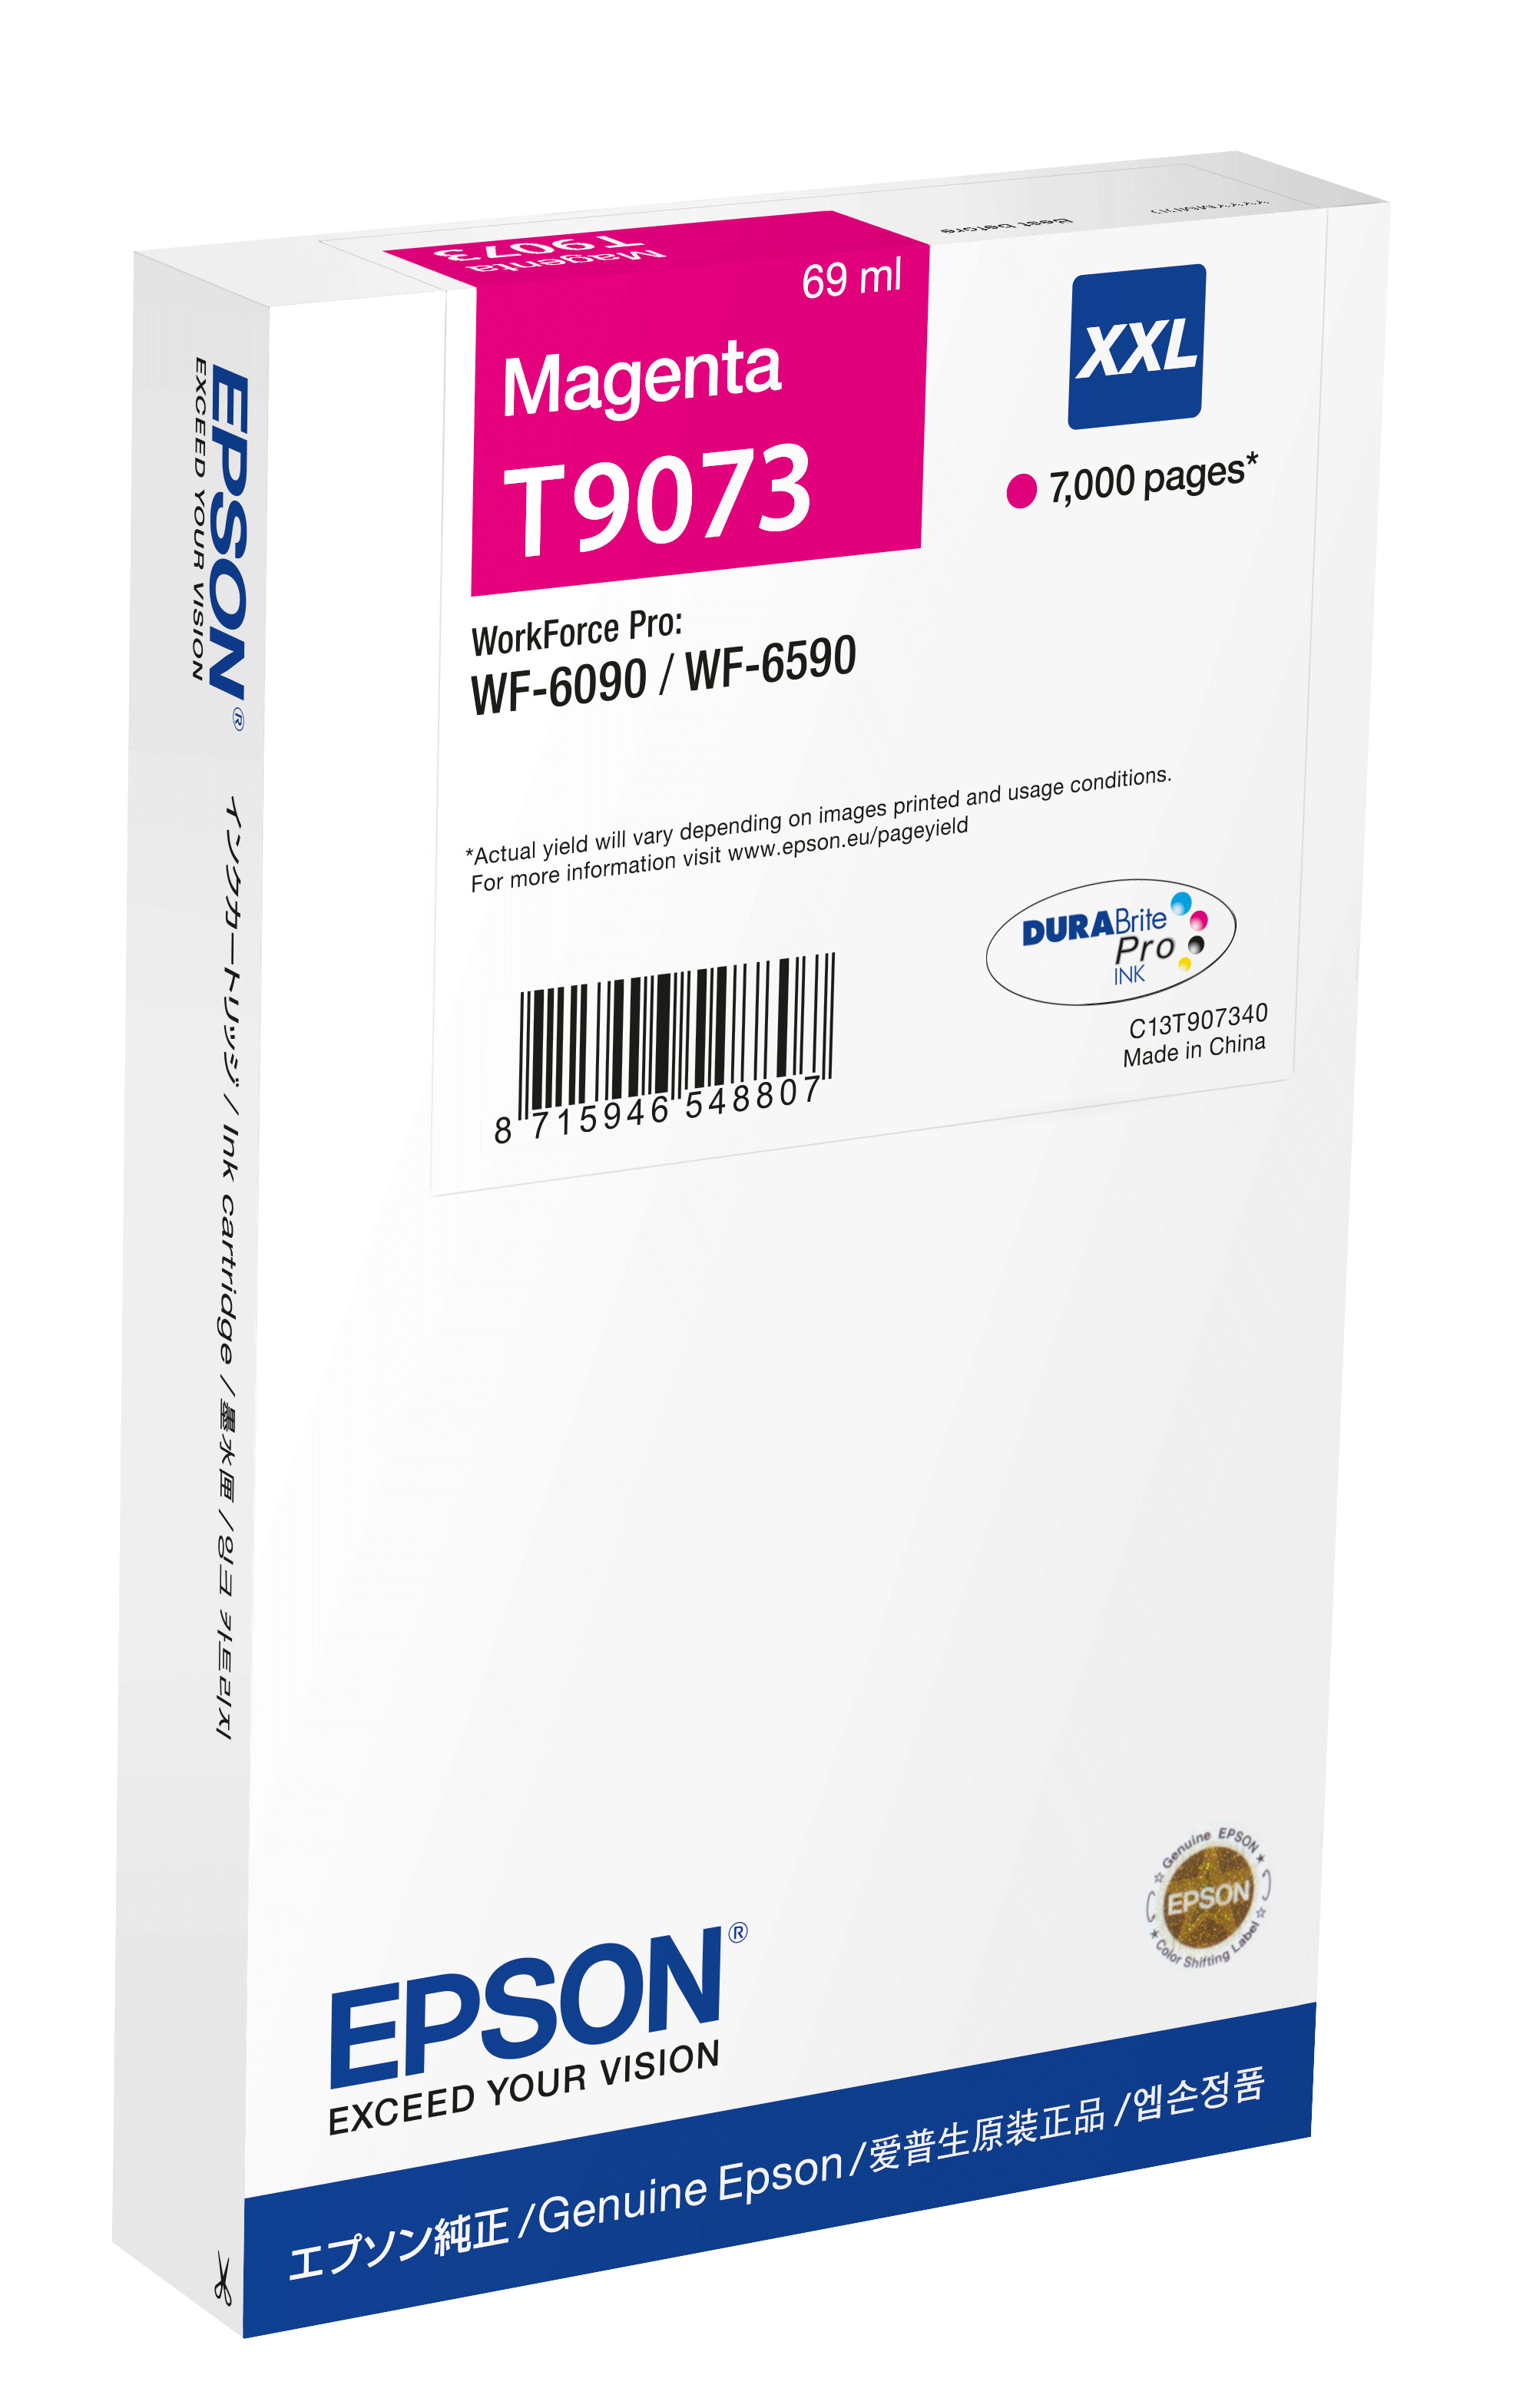 Magenta
T9073
Best before
69 ml
Magenta
T9073
XXL
7,000 pages*
WorkForce Pro:
WF-6090 / WF-6590
*Actual yield will vary depending on images printed and usage conditions.
For more information visit www.epson.eu/pageyield
DURABrite
Pro
INK
C13T907340
Made in China
8 715946 548807
EPSON®
EXCEED YOUR VISION
インクカートリッジ / Ink cartridge / 墨水匣 / 잉크 카트리지
Genuine EPSON
EPSON
Color Shifting Label
EPSON®
EXCEED YOUR VISION
エプソン純正 / Genuine Epson / 爱普生原装正品 / 엡손정품